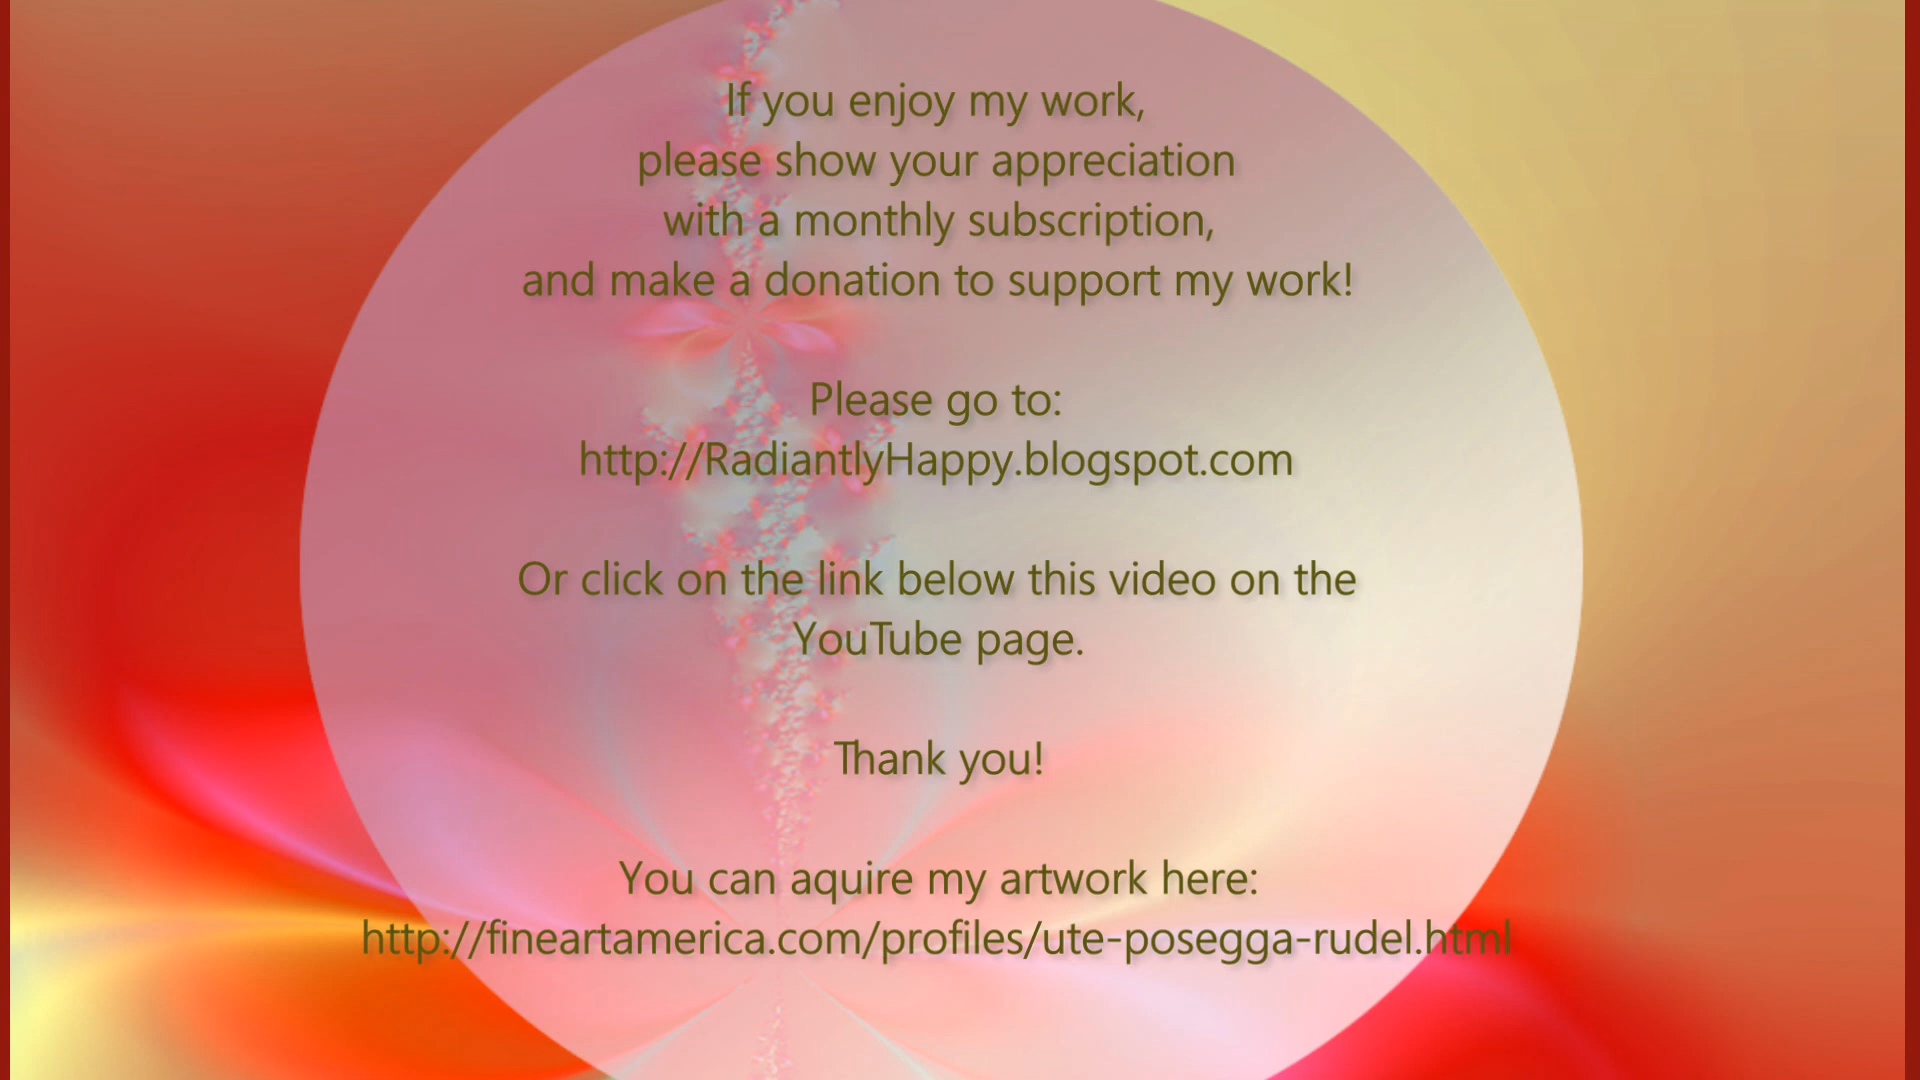 If you enjoy my work,
please show your appreciation
with a monthly subscription,
and make a donation to support my work!
Please go to:
http://RadiantlyHappy.blogspot.com
Or click on the link below this video on the
YouTube page.
Thank you!
You can aquire my artwork here:
http://fineartamerica.com/profiles/ute-posegga-rudel.html